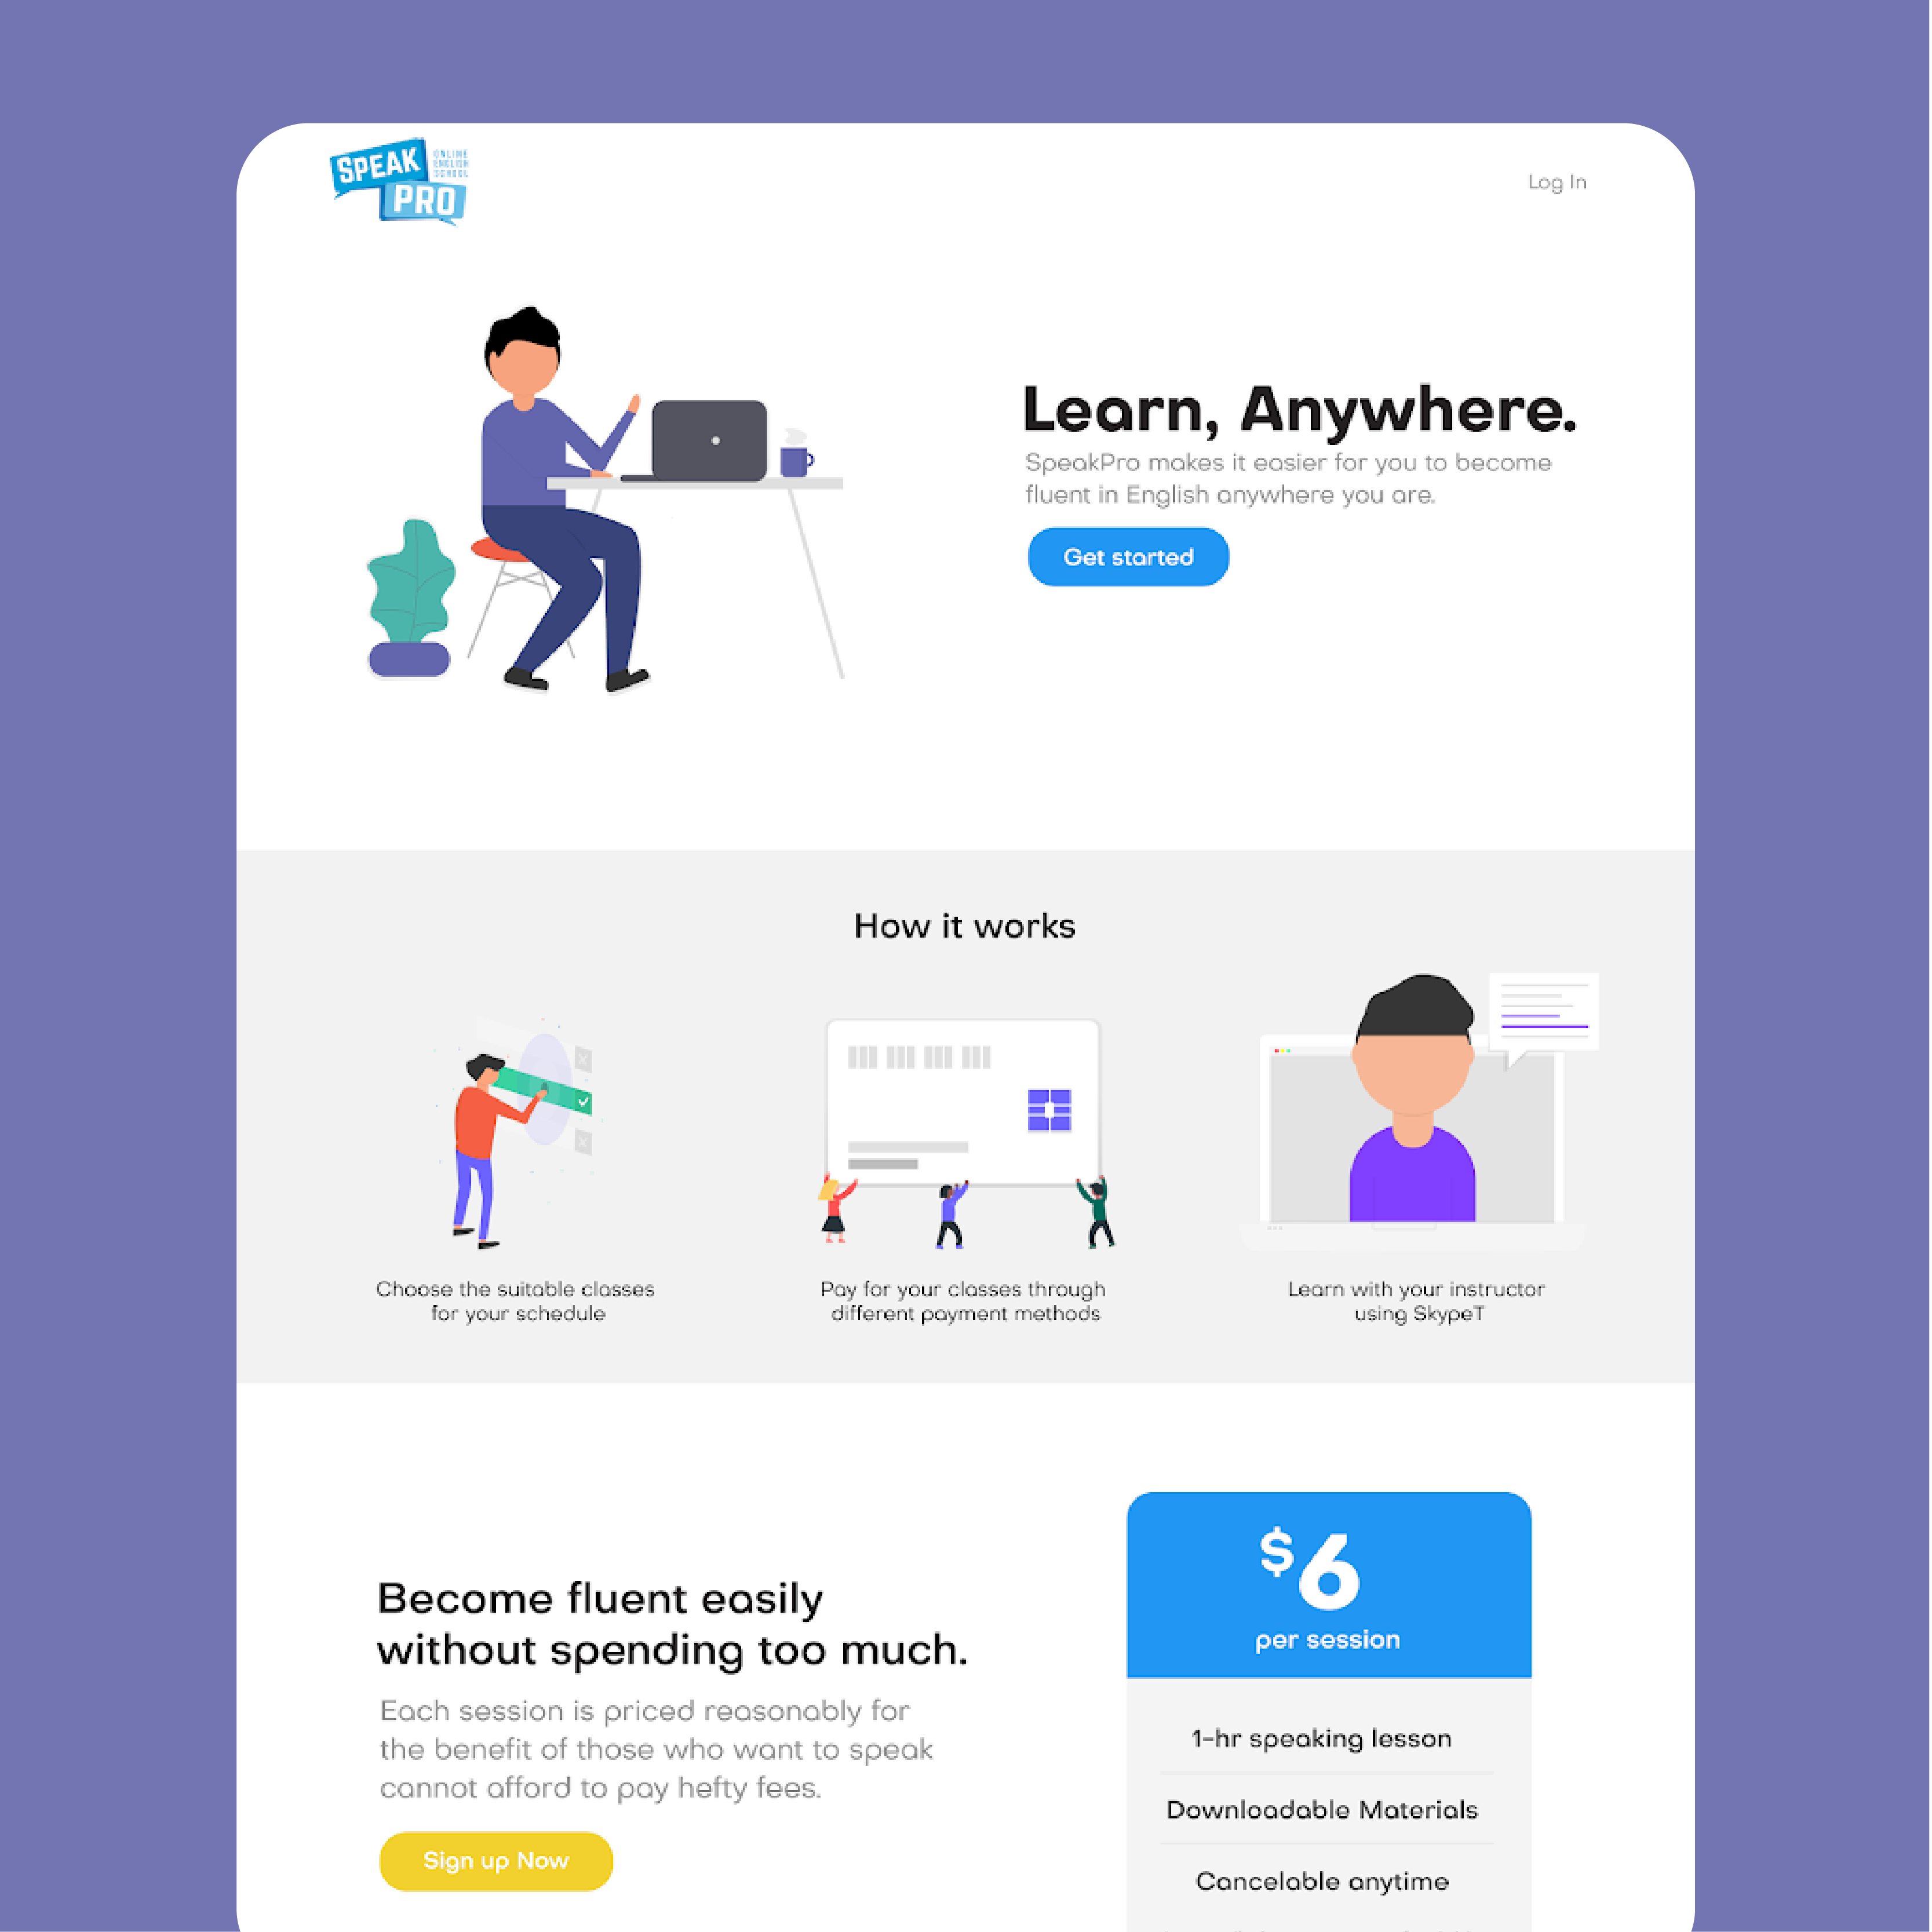 SPEAK
PRO
ONLINE
ENGLISH
SCHOOL
Log In
Learn, Anywhere.
SpeakPro makes it easier for you to become
fluent in English anywhere you are.
Get started
How it works
Choose the suitable classes
for your schedule
Pay for your classes through
different payment methods
Learn with your instructor
using SkypeT
Become fluent easily
without spending too much.
Each session is priced reasonably for
the benefit of those who want to speak
cannot afford to pay hefty fees.
Sign up Now
$6
per session
1-hr speaking lesson
Downloadable Materials
Cancelable anytime